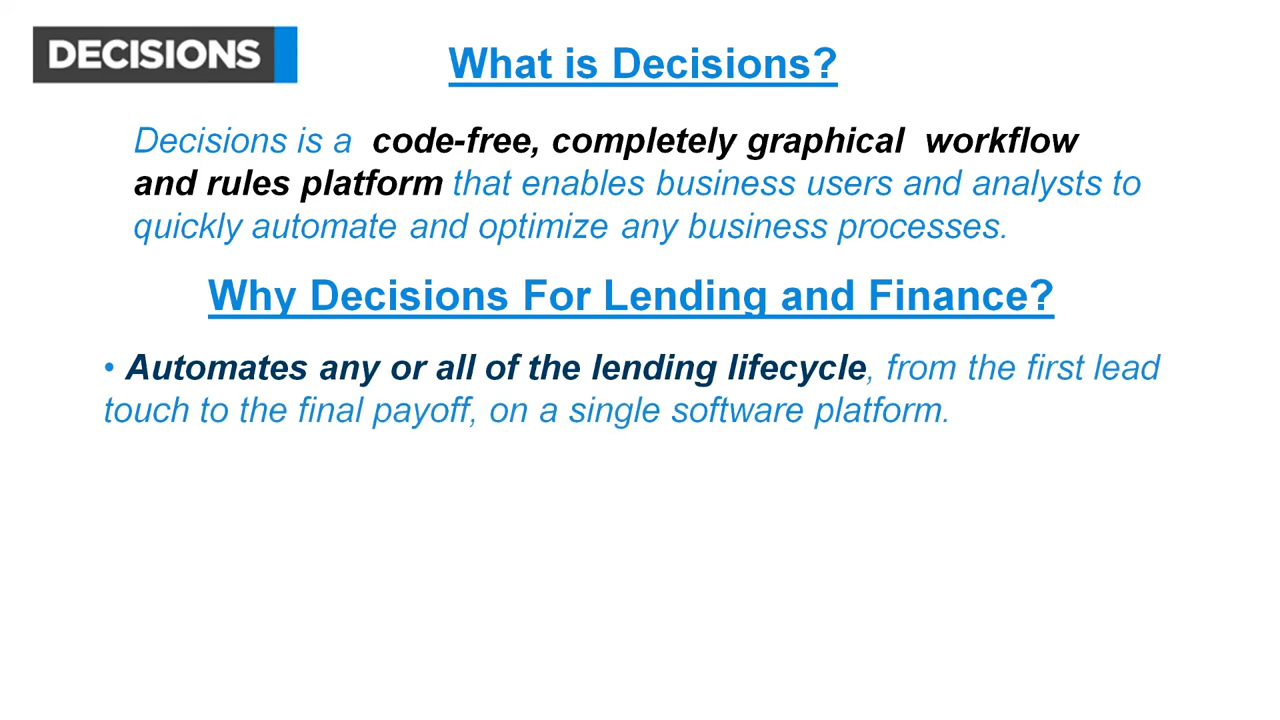 DECISIONS
What is Decisions?
Decisions is a code-free, completely graphical workflow
and rules platform that enables business users and analysts to
quickly automate and optimize any business processes.
Why Decisions For Lending and Finance?
• Automates any or all of the lending lifecycle, from the first lead
touch to the final payoff, on a single software platform.